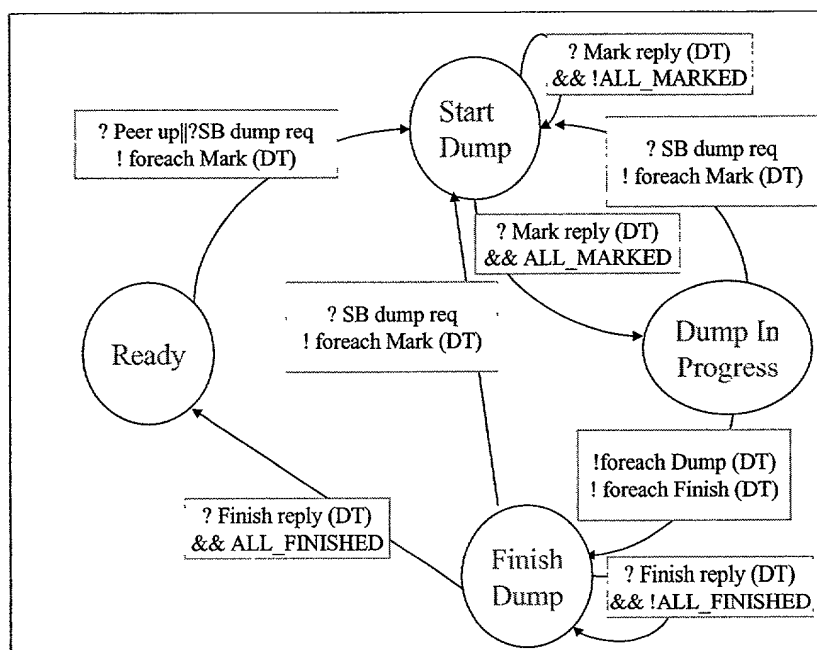 ? Mark reply (DT)
&& !ALL_MARKED
Start
Dump
? Peer up||?SB dump req
! foreach Mark (DT)
? SB dump req
! foreach Mark (DT)
? Mark reply (DT)
&& ALL_MARKED
? SB dump req
! foreach Mark (DT)
Ready
Dump In
Progress
!foreach Dump (DT)
! foreach Finish (DT)
? Finish reply (DT)
&& ALL_FINISHED
Finish
Dump
? Finish reply (DT)
&& !ALL_FINISHED